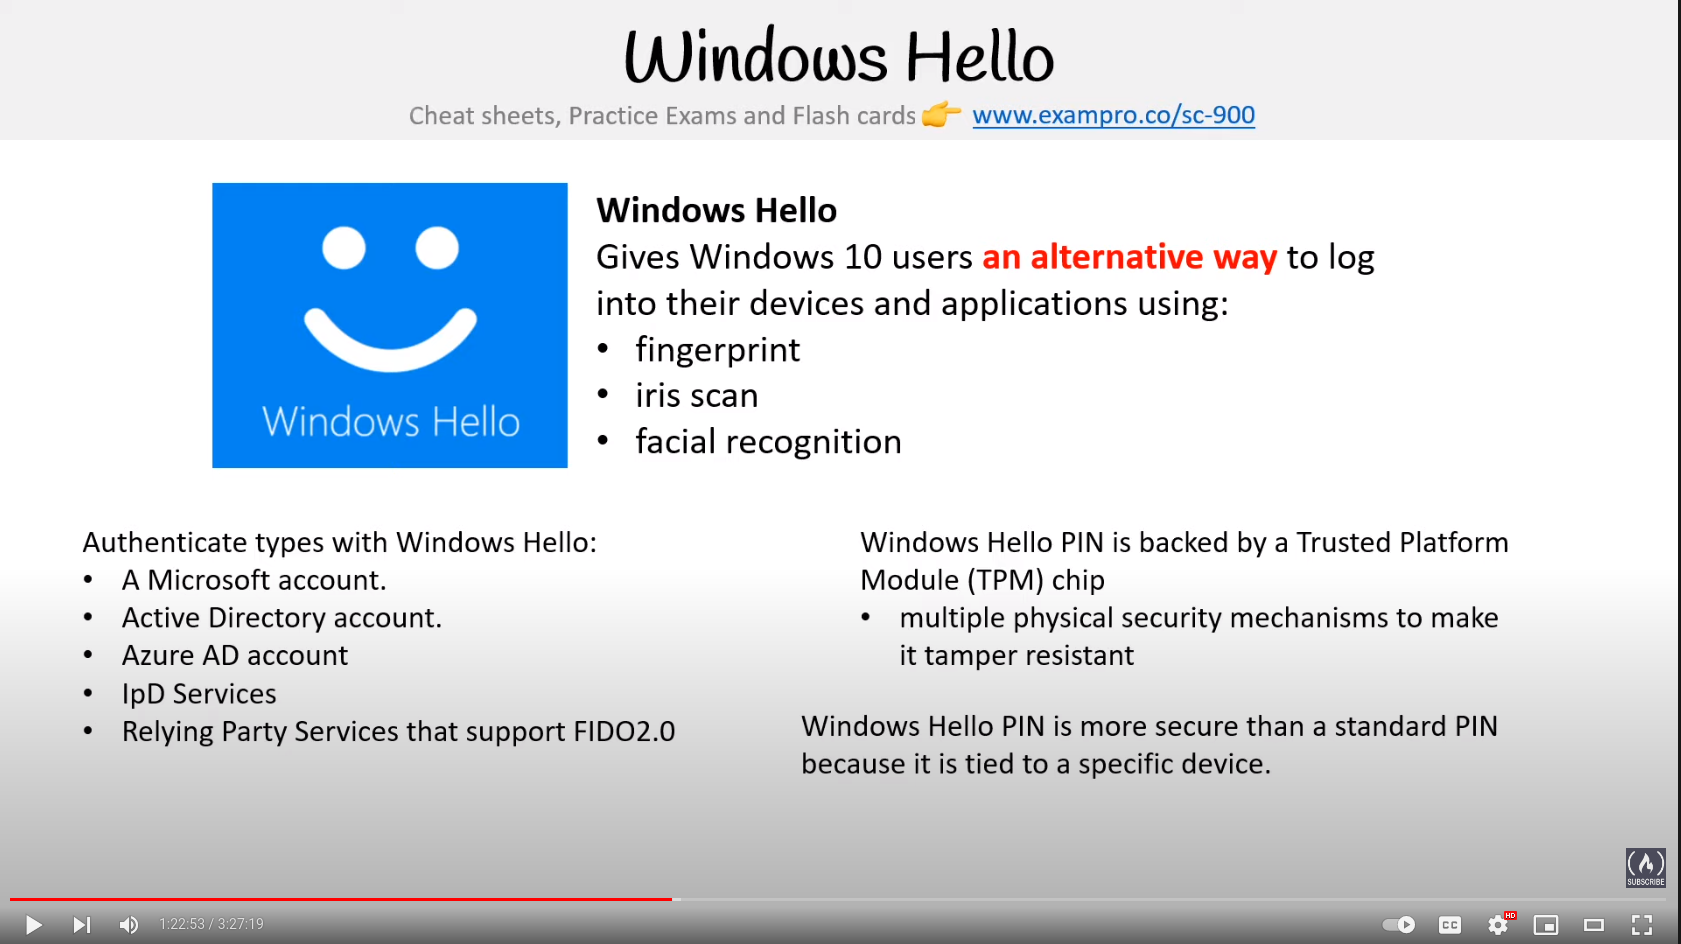 Windows Hello
Cheat sheets, Practice Exams and Flash cards 👉 www.exampro.co/sc-900
Windows Hello
Windows Hello
Gives Windows 10 users an alternative way to log
into their devices and applications using:
• fingerprint
• iris scan
• facial recognition
Authenticate types with Windows Hello:
• A Microsoft account.
• Active Directory account.
• Azure AD account
• IpD Services
• Relying Party Services that support FIDO2.0
Windows Hello PIN is backed by a Trusted Platform
Module (TPM) chip
• multiple physical security mechanisms to make
it tamper resistant
Windows Hello PIN is more secure than a standard PIN
because it is tied to a specific device.
SUBSCRIBE
1:22:53 / 3:27:19
CC
HD